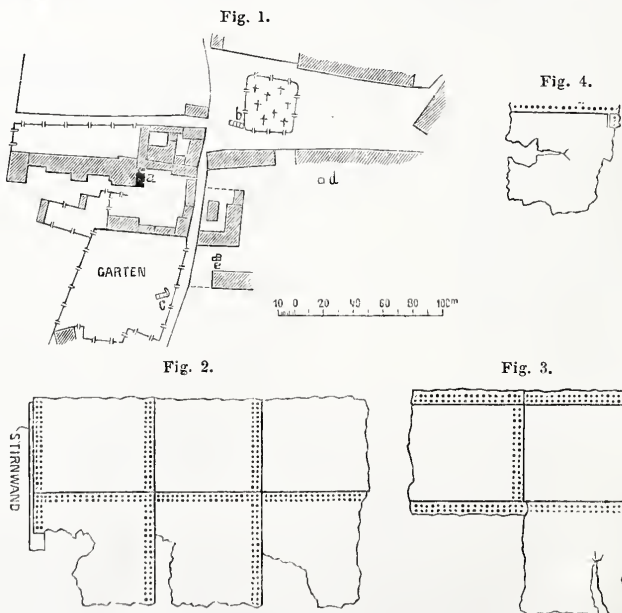 Fig. 1.
Fig. 4.
b
a
d
e
GARTEN
c
10 0 20 40 60 80 100m
Fig. 2.
Fig. 3.
STIRNWAND